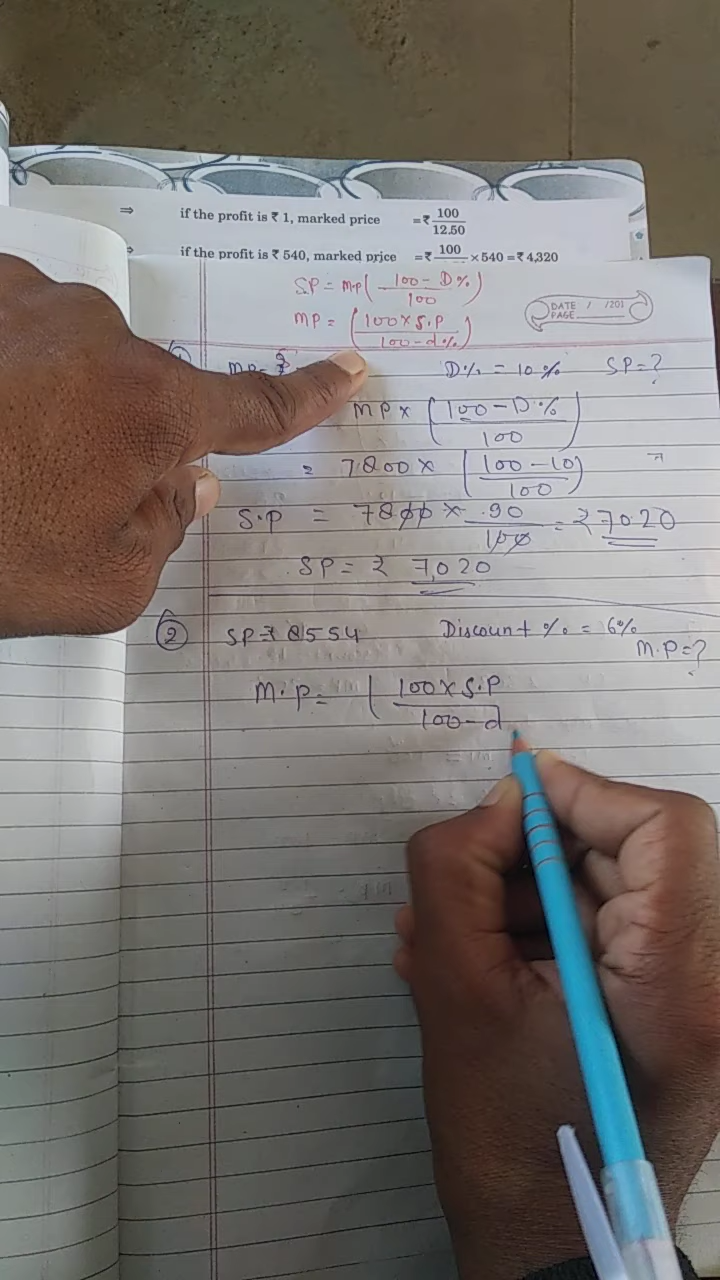 ⇒ if the profit is ₹ 1, marked price = ₹ 100/12.50
if the profit is ₹ 540, marked price = ₹ 100/ × 540 = ₹ 4,320
SP = M.P ( 100 - D% / 100 )
MP = ( 100 × S.P / 100 - d% )
DATE / /201
PAGE
MP = ₹ D% = 10% SP = ?
MP × ( 100 - D% / 100 )
= 7800 × ( 100 - 10 / 100 )
S.P = 7800 × 90 / 100 = ₹ 7020
SP = ₹ 7,020
② SP ₹ 8554 Discount % = 6%
M.P = ?
M.P = ( 100 × S.P / 100 - d